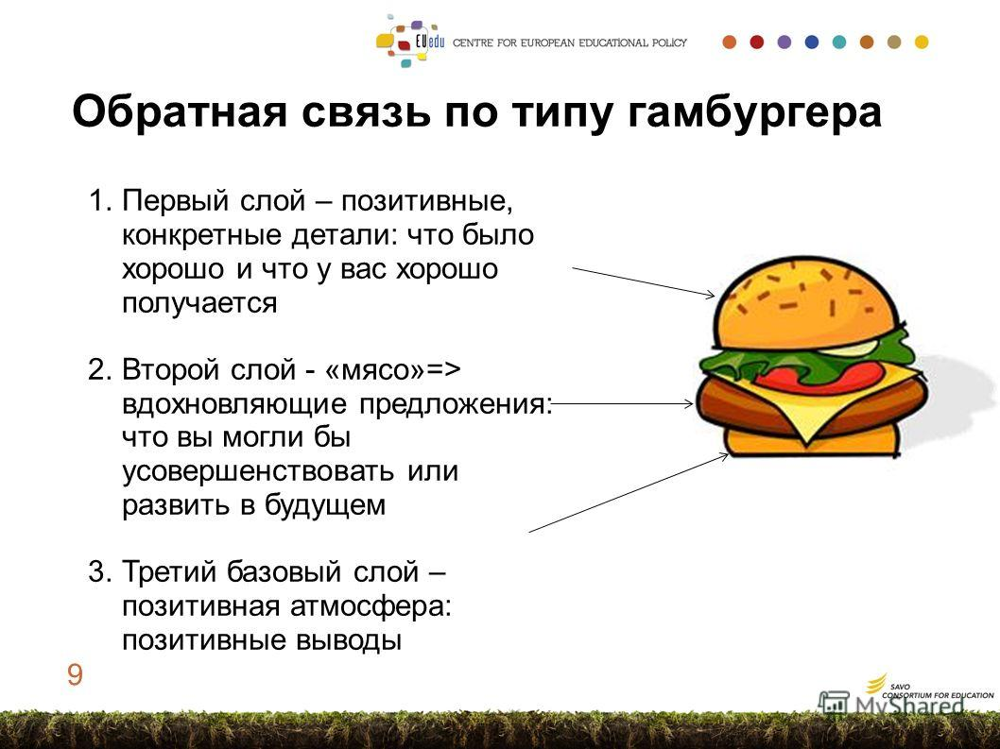 EUedu CENTRE FOR EUROPEAN EDUCATIONAL POLICY
Обратная связь по типу гамбургера
1. Первый слой – позитивные,
конкретные детали: что было
хорошо и что у вас хорошо
получается
2. Второй слой - «мясо»=>
вдохновляющие предложения:
что вы могли бы
усовершенствовать или
развить в будущем
3. Третий базовый слой –
позитивная атмосфера:
позитивные выводы
9
SAVO
CONSORTIUM FOR EDUCATION
MyShared